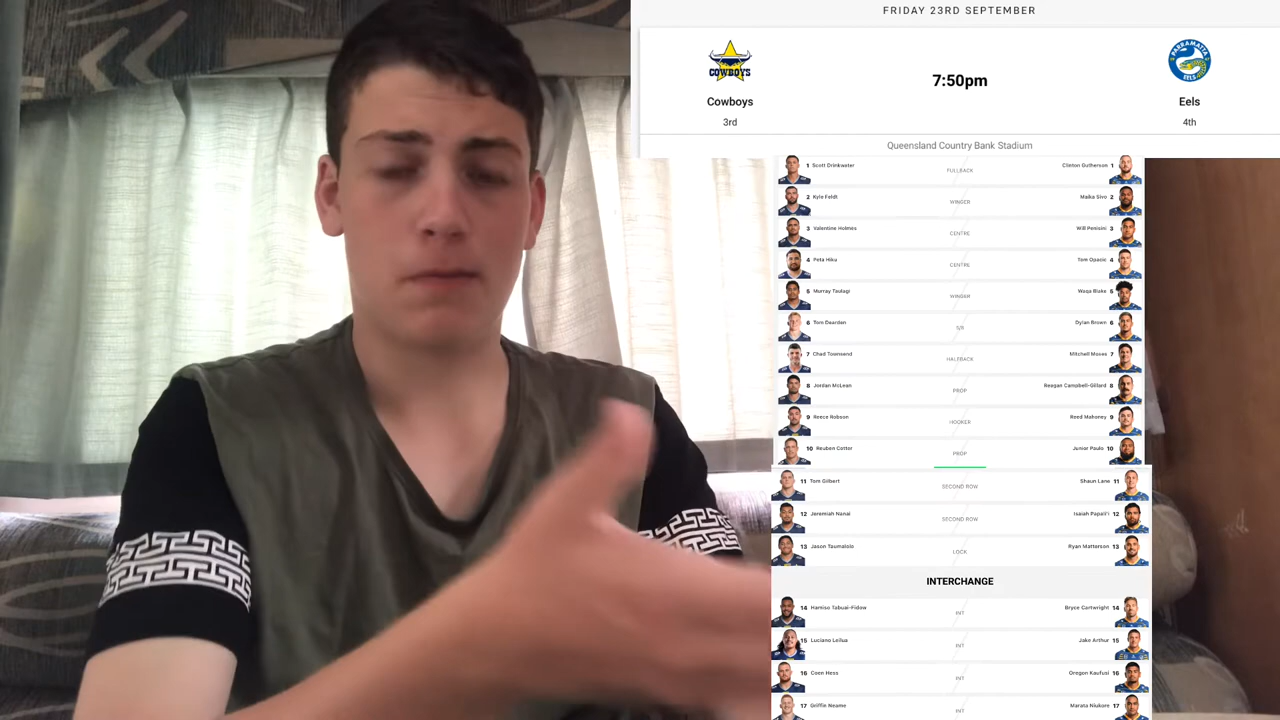 FRIDAY 23RD SEPTEMBER
COWBOYS
PARRAMATTA
EELS
7:50pm
Cowboys
Eels
3rd
4th
Queensland Country Bank Stadium
1 Scott Drinkwater FULLBACK Clinton Gutherson 1
2 Kyle Feldt WINGER Maika Sivo 2
3 Valentine Holmes CENTRE Will Penisini 3
4 Peta Hiku CENTRE Tom Opacic 4
5 Murray Taulagi WINGER Waqa Blake 5
6 Tom Dearden 5/8 Dylan Brown 6
7 Chad Townsend HALFBACK Mitchell Moses 7
8 Jordan McLean PROP Reagan Campbell-Gillard 8
9 Reece Robson HOOKER Reed Mahoney 9
10 Reuben Cotter PROP Junior Paulo 10
11 Tom Gilbert SECOND ROW Shaun Lane 11
12 Jeremiah Nanai SECOND ROW Isaiah Papali'i 12
13 Jason Taumalolo LOCK Ryan Matterson 13
INTERCHANGE
14 Hamiso Tabuai-Fidow INT Bryce Cartwright 14
15 Luciano Leilua INT Jake Arthur 15
16 Coen Hess INT Oregon Kaufusi 16
17 Griffin Neame INT Marata Niukore 17